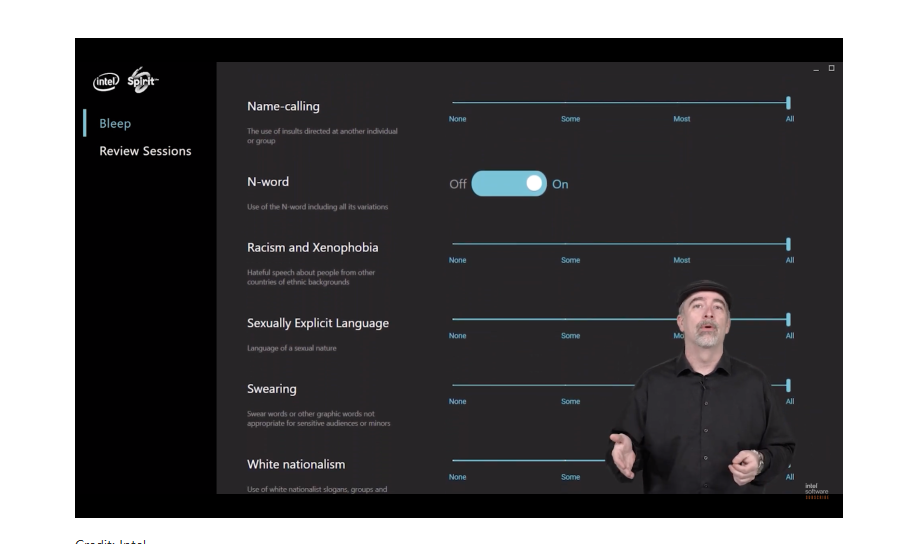 intel Spirit
Bleep
Review Sessions
Name-calling
None Some Most All
The use of insults directed at another individual
or group
N-word
Off On
Use of the N-word including all its variations
Racism and Xenophobia
None Some Most All
Hateful speech about people from other
countries of ethnic backgrounds
Sexually Explicit Language
None Some Mo All
Language of a sexual nature
Swearing
None Some All
Swear words or other graphic words not
appropriate for sensitive audiences or minors
White nationalism
None Some All
Use of white nationalist slogans, groups and
intel
software
SUBSCRIBE
Credit: Intel